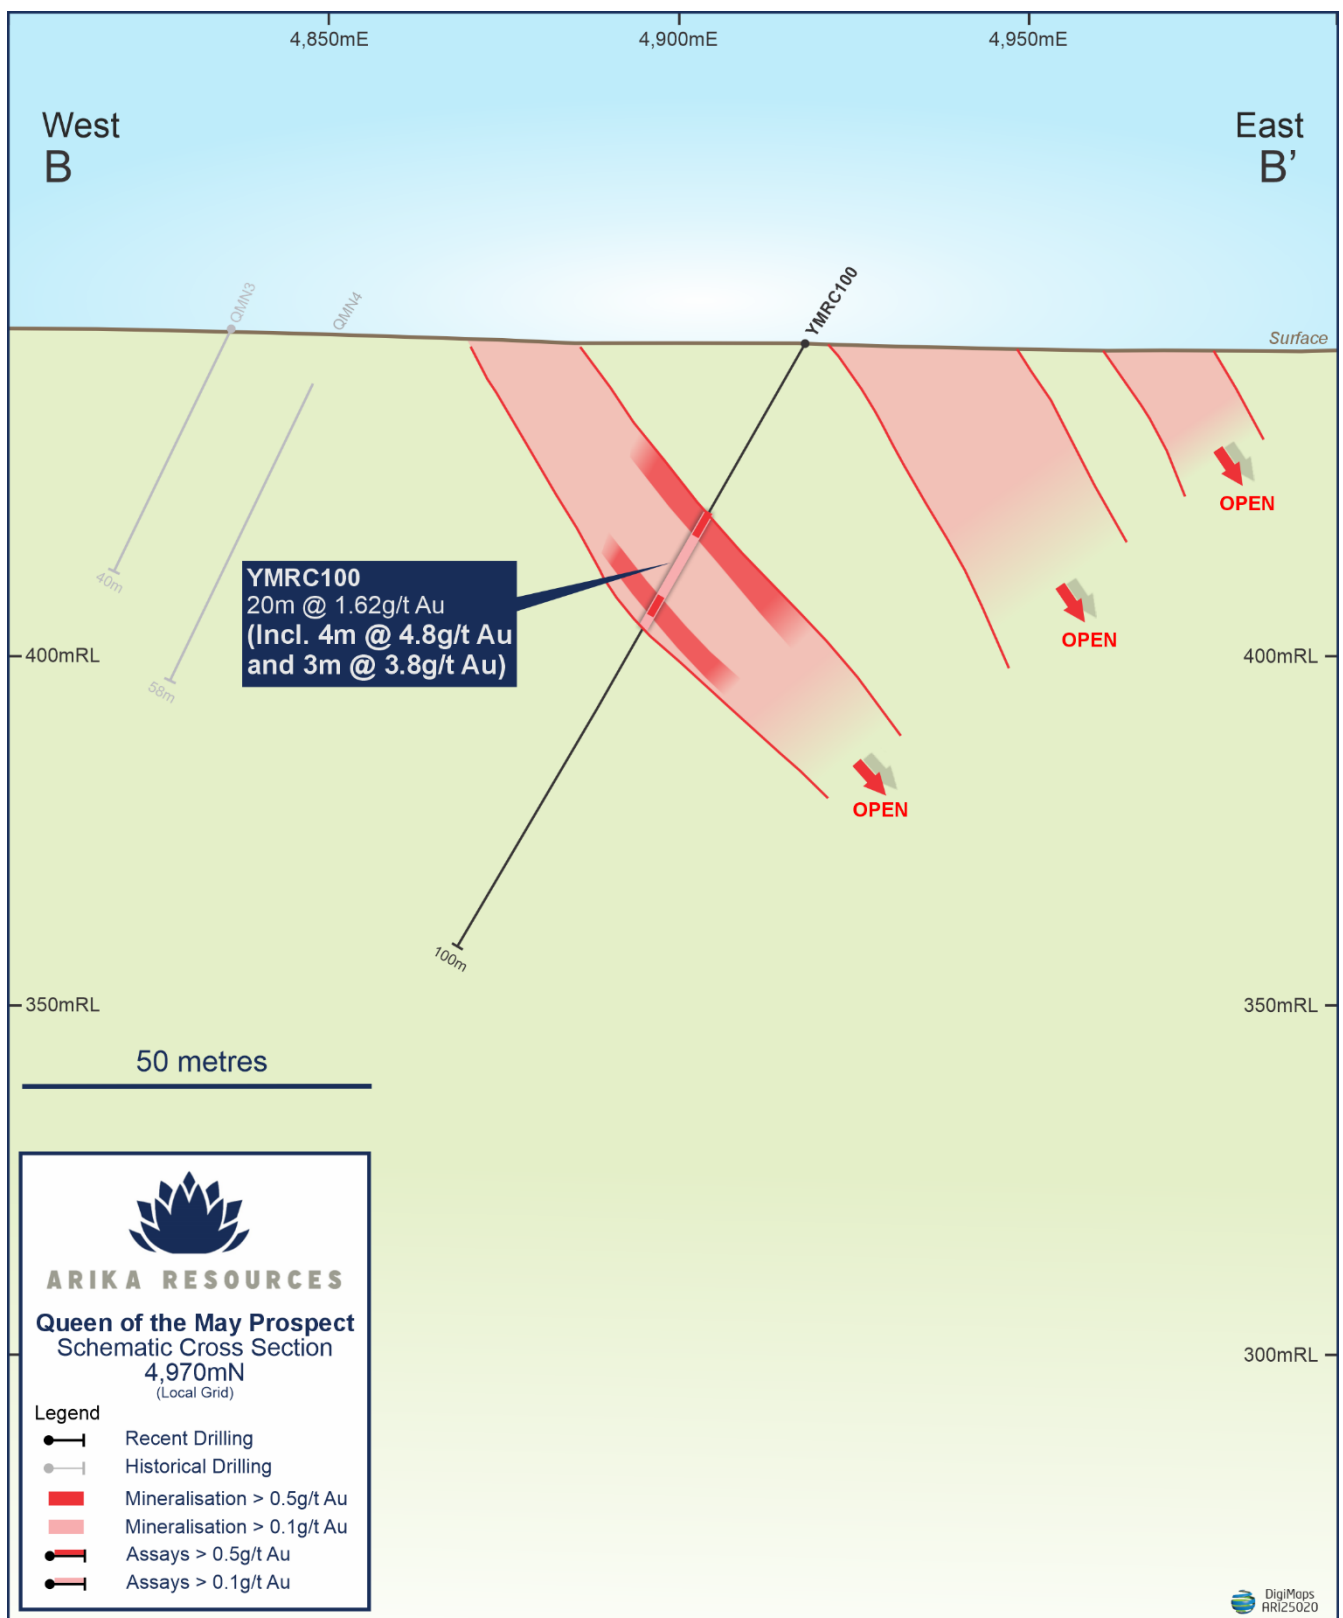 4,850mE
4,900mE
4,950mE
West
B
East
B’
QMN3
QMN4
YMRC100
Surface
40m
58m
YMRC100
20m @ 1.62g/t Au
(Incl. 4m @ 4.8g/t Au
and 3m @ 3.8g/t Au)
OPEN
OPEN
OPEN
400mRL
400mRL
100m
350mRL
350mRL
50 metres
300mRL
ARIKA RESOURCES
Queen of the May Prospect
Schematic Cross Section
4,970mN
(Local Grid)
Legend
Recent Drilling
Historical Drilling
Mineralisation > 0.5g/t Au
Mineralisation > 0.1g/t Au
Assays > 0.5g/t Au
Assays > 0.1g/t Au
DigiMaps
ARI25020